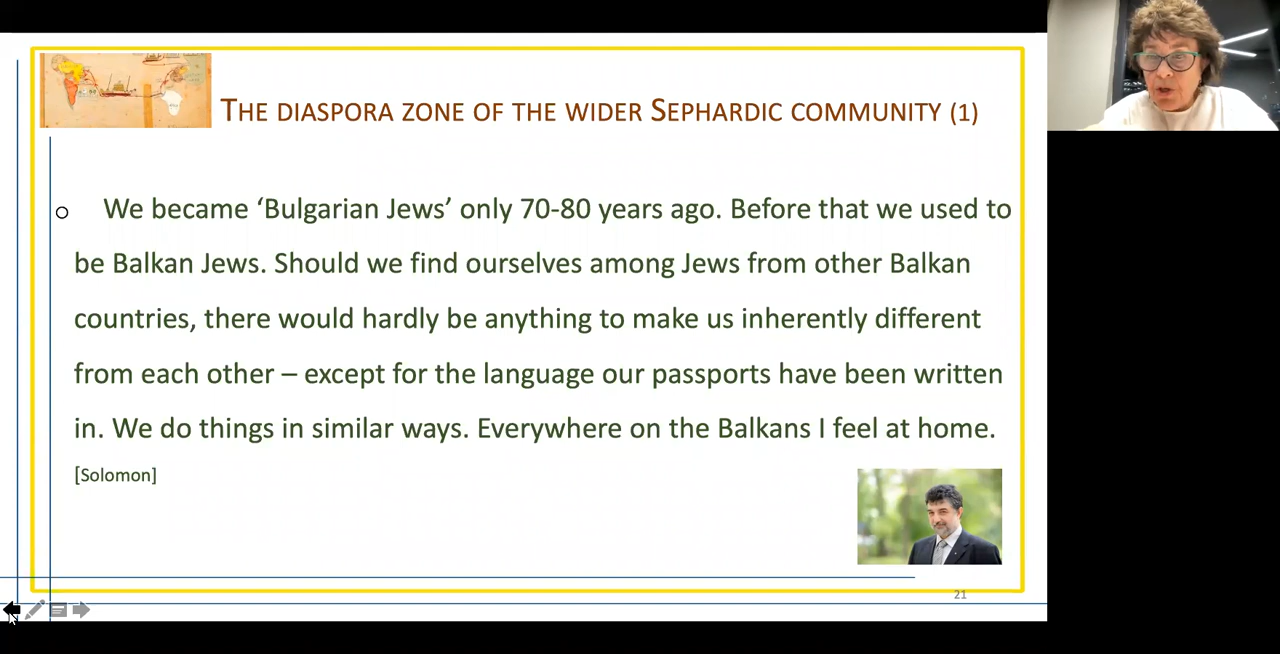 THE DIASPORA ZONE OF THE WIDER SEPHARDIC COMMUNITY (1)
o We became ‘Bulgarian Jews’ only 70-80 years ago. Before that we used to
be Balkan Jews. Should we find ourselves among Jews from other Balkan
countries, there would hardly be anything to make us inherently different
from each other – except for the language our passports have been written
in. We do things in similar ways. Everywhere on the Balkans I feel at home.
[Solomon]
21